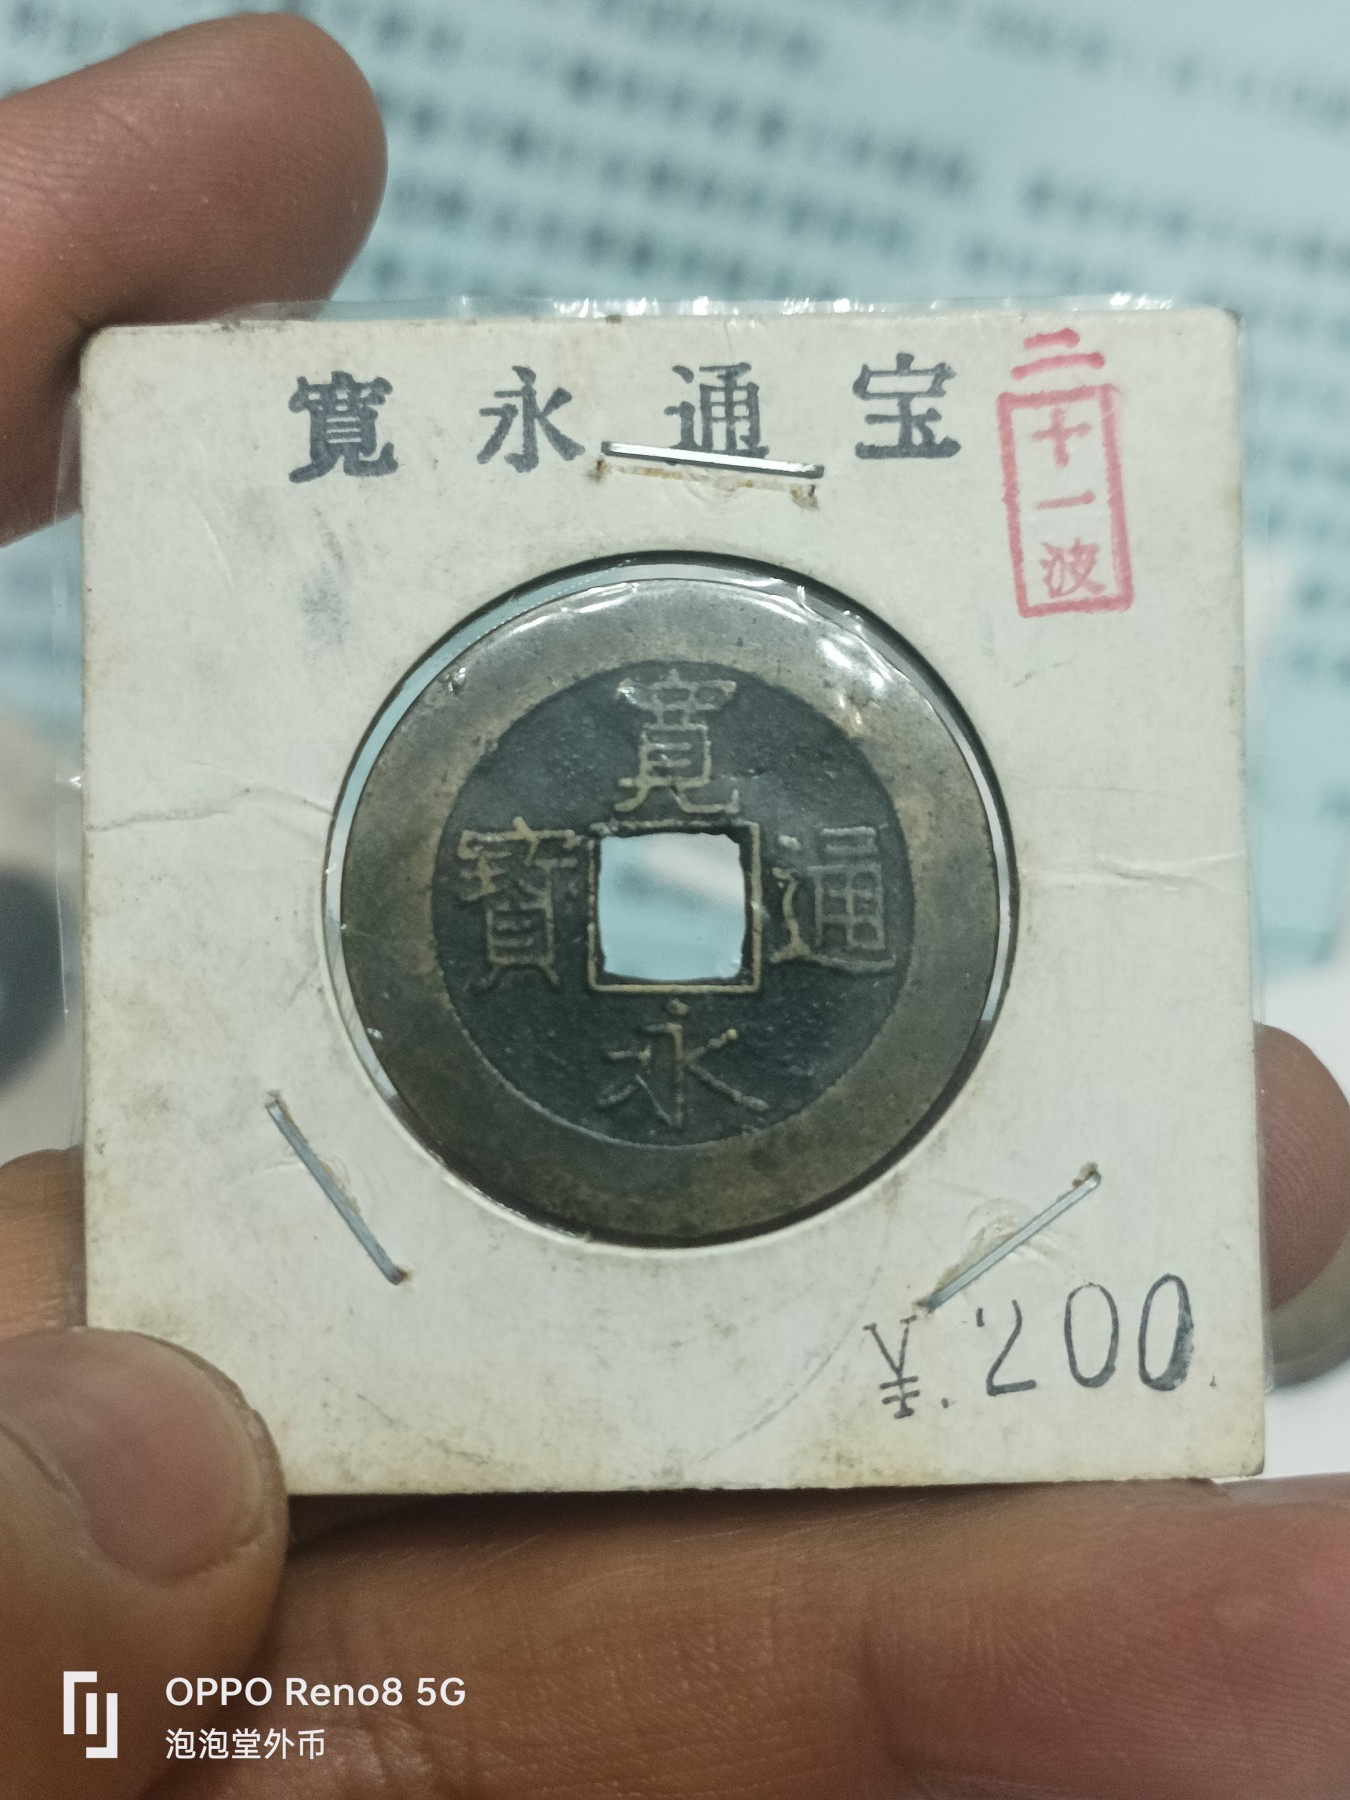 寛永通宝
二
十一波
寛永通寳
¥.200.
OPPO Reno8 5G
泡泡堂外币